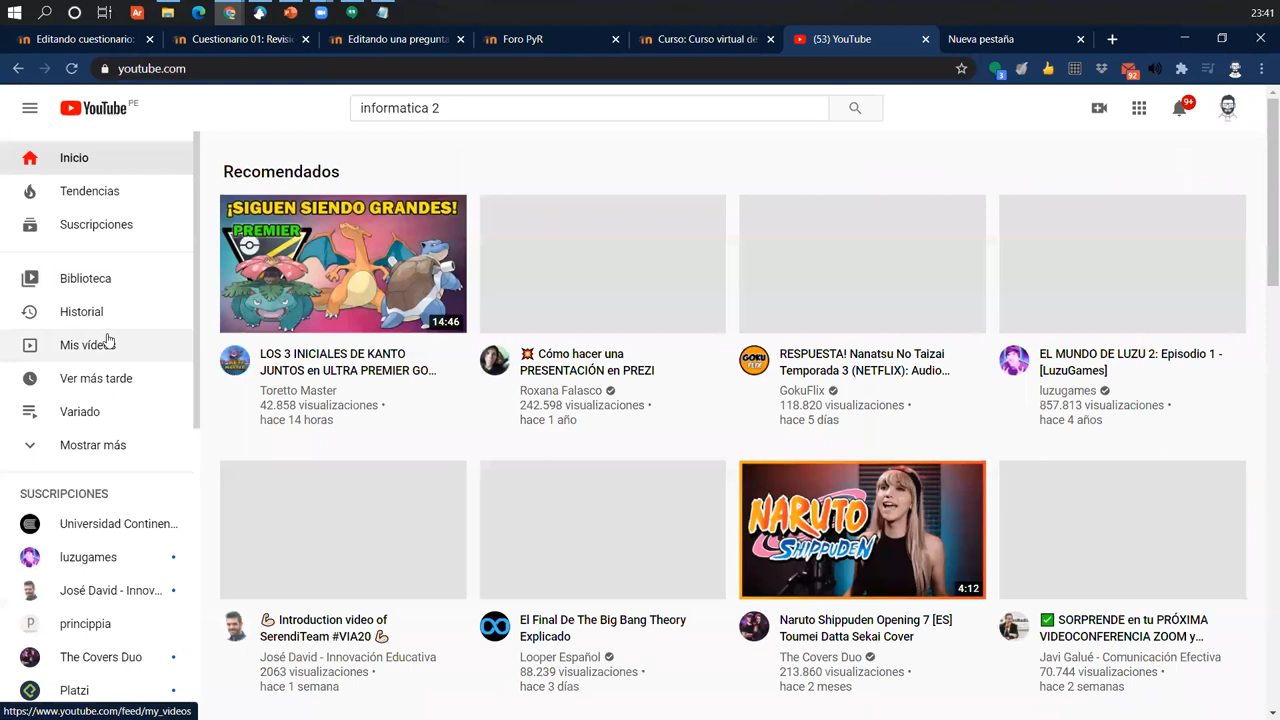 Ar
23:41
Editando cuestionario:
Cuestionario 01: Revisi
Editando una pregunta
Foro PyR
Curso: Curso virtual de
(53) YouTube
Nueva pestaña
youtube.com
3
92
YouTube PE
informatica 2
9+
Inicio
Tendencias
Suscripciones
Biblioteca
Historial
Mis víde
Ver más tarde
Variado
Mostrar más
SUSCRIPCIONES
Universidad Continen...
luzugames
José David - Innov...
P princippia
The Covers Duo
Platzi
https://www.youtube.com/feed/my_videos
Recomendados
¡SIGUEN SIENDO GRANDES!
PREMIER
14:46
LOS 3 INICIALES DE KANTO
JUNTOS en ULTRA PREMIER GO...
Toretto Master
42.858 visualizaciones •
hace 14 horas
💥 Cómo hacer una
PRESENTACIÓN en PREZI
Roxana Falasco
242.598 visualizaciones •
hace 1 año
GOKU
FLIX
RESPUESTA! Nanatsu No Taizai
Temporada 3 (NETFLIX): Audio...
GokuFlix
118.820 visualizaciones •
hace 5 días
EL MUNDO DE LUZU 2: Episodio 1 -
[LuzuGames]
luzugames
857.813 visualizaciones •
hace 4 años
💪 Introduction video of
SerendiTeam #VIA20 💪
José David - Innovación Educativa
2063 visualizaciones •
hace 1 semana
El Final De The Big Bang Theory
Explicado
Looper Español
88.239 visualizaciones •
hace 3 días
NARUTO
SHIPPUDEN
4:12
Naruto Shippuden Opening 7 [ES]
Toumei Datta Sekai Cover
The Covers Duo
213.860 visualizaciones •
hace 2 meses
✅ SORPRENDE en tu PRÓXIMA
VIDEOCONFERENCIA ZOOM y...
Javi Galué - Comunicación Efectiva
70.744 visualizaciones •
hace 2 semanas